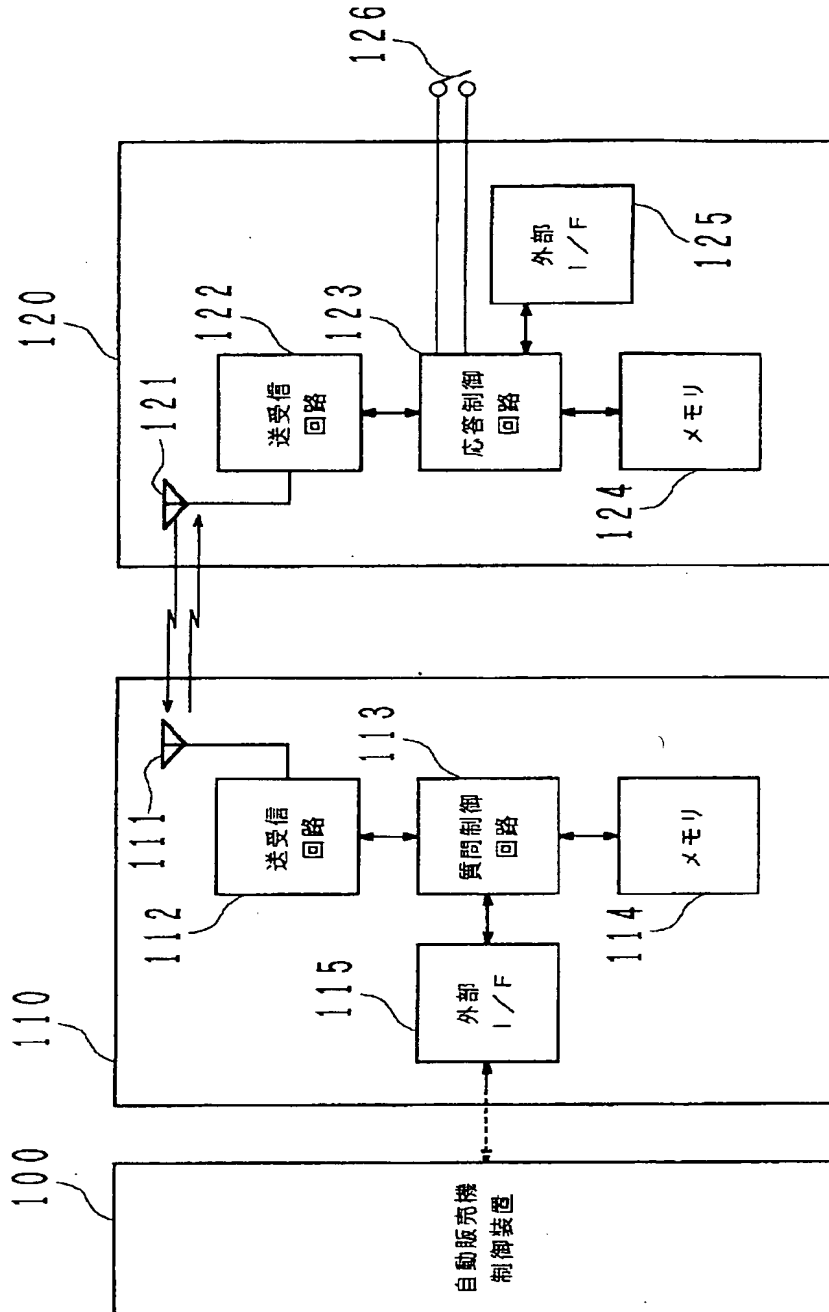 100
自動販売機
制御装置
110
111
送受信
回路
112
113
質問制御
回路
115
外部
I/F
メモリ
114
120
121
送受信
回路
122
123
応答制御
回路
外部
I/F
125
メモリ
124
126